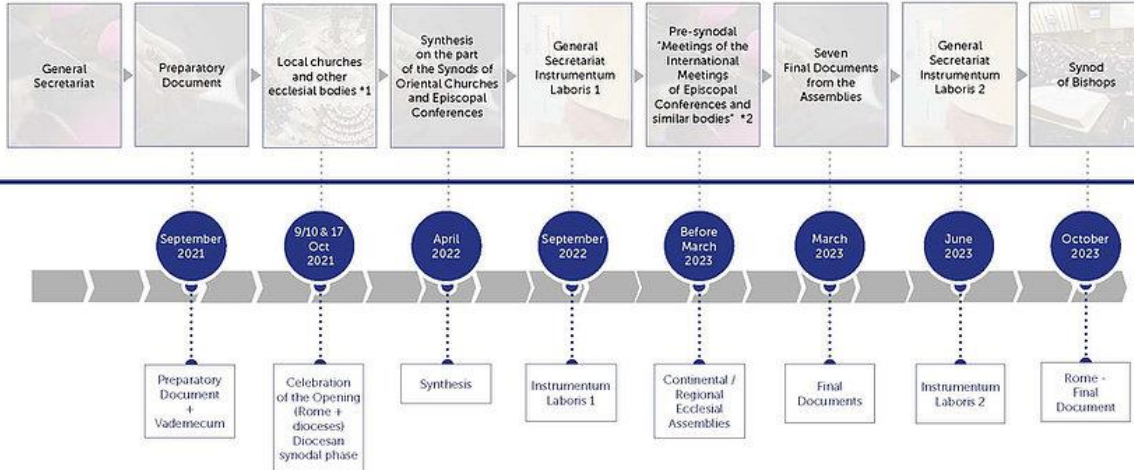 General
Secretariat
Preparatory
Document
Local churches
and other
ecclesial bodies *1
Synthesis
on the part
of the Synods of
Oriental Churches
and Episcopal
Conferences
General
Secretariat
Instrumentum
Laboris 1
Pre-synodal
"Meetings of the
International
Meetings
of Episcopal
Conferences and
similar bodies" *2
Seven
Final Documents
from the
Assemblies
General
Secretariat
Instrumentum
Laboris 2
Synod
of Bishops
September
2021
9/10 & 17
Oct
2021
April
2022
September
2022
Before
March
2023
March
2023
June
2023
October
2023
Preparatory
Document
+
Vademecum
Celebration
of the Opening
(Rome +
dioceses)
Diocesan
synodal phase
Synthesis
Instrumentum
Laboris 1
Continental /
Regional
Ecclesial
Assemblies
Final
Documents
Instrumentum
Laboris 2
Rome -
Final
Document